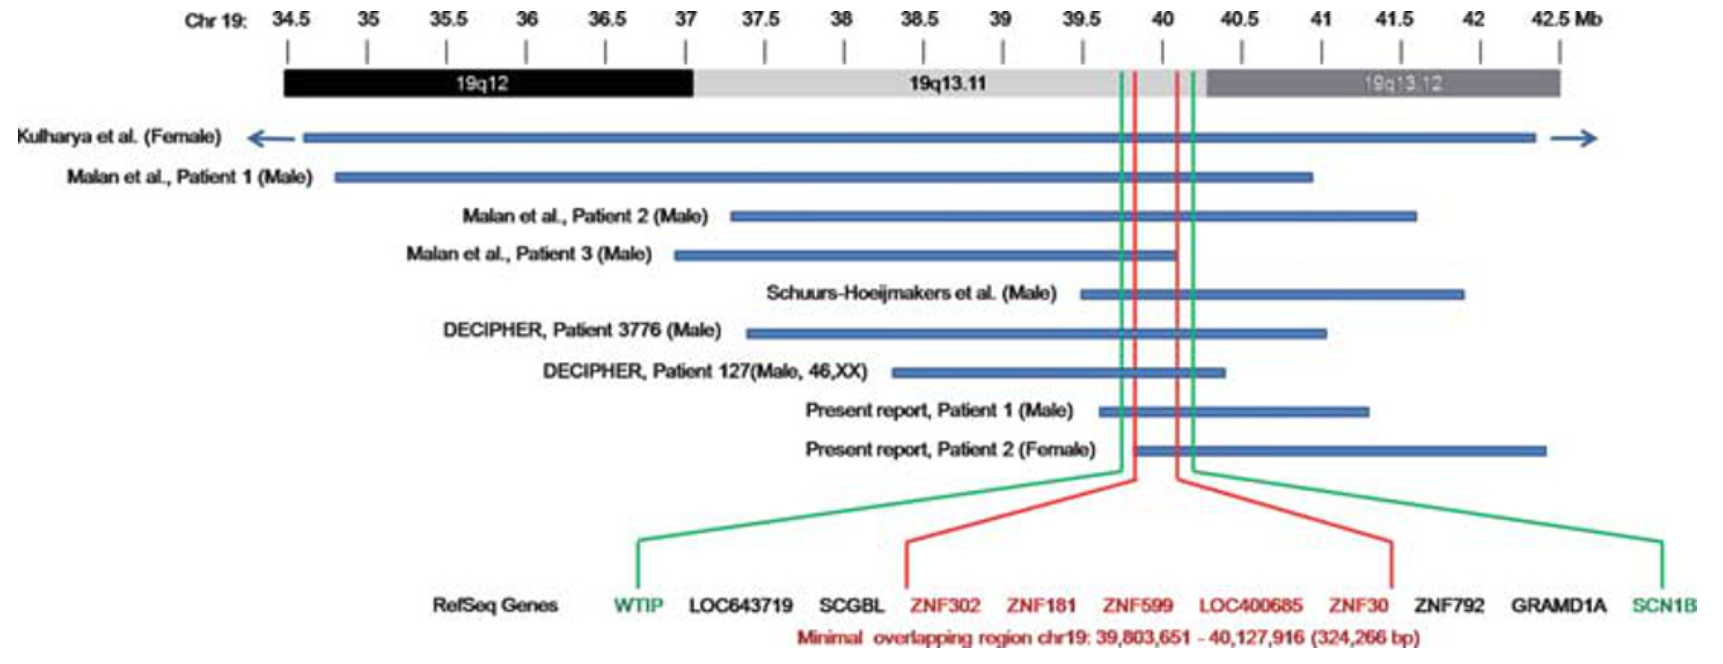 Chr 19: 34.5 35 35.5 36 36.5 37 37.5 38 38.5 39 39.5 40 40.5 41 41.5 42 42.5 Mb
19q12 19q13.11 19q13.12
Kulharya et al. (Female)
Malan et al., Patient 1 (Male)
Malan et al., Patient 2 (Male)
Malan et al., Patient 3 (Male)
Schuurs-Hoeijmakers et al. (Male)
DECIPHER, Patient 3776 (Male)
DECIPHER, Patient 127(Male, 46,XX)
Present report, Patient 1 (Male)
Present report, Patient 2 (Female)
RefSeq Genes WTIP LOC643719 SCGBL ZNF302 ZNF181 ZNF599 LOC400685 ZNF30 ZNF792 GRAMD1A SCN1B
Minimal overlapping region chr19: 39,803,651 - 40,127,916 (324,266 bp)